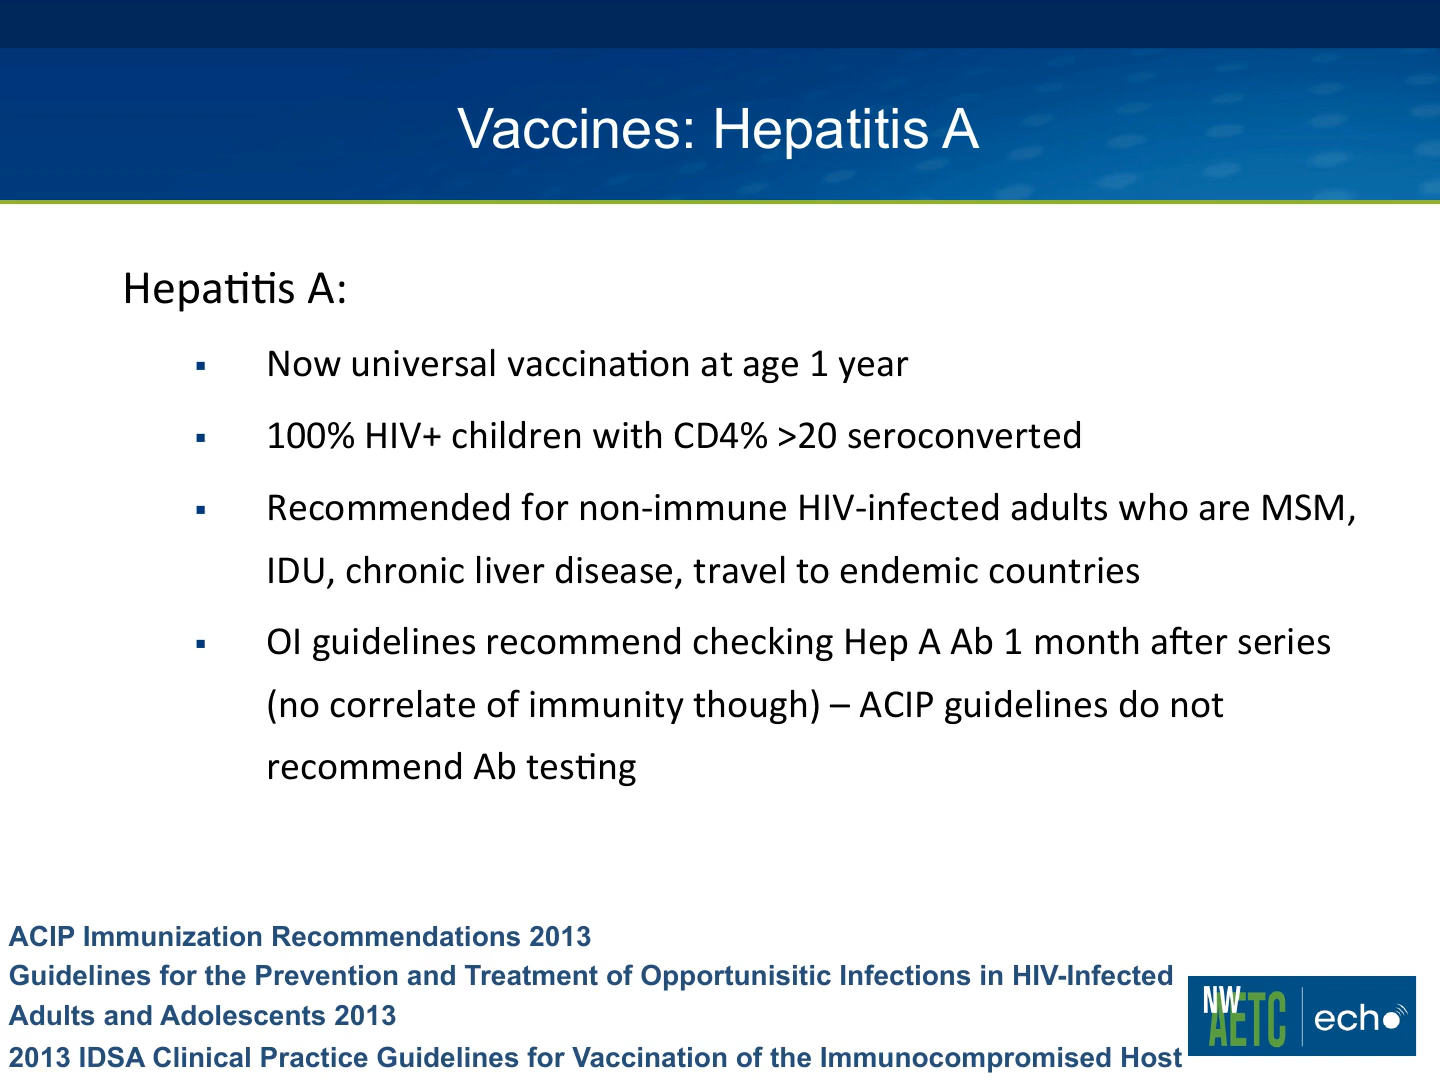 Vaccines: Hepatitis A
Hepatitis A:
▪ Now universal vaccination at age 1 year
▪ 100% HIV+ children with CD4% >20 seroconverted
▪ Recommended for non-immune HIV-infected adults who are MSM,
IDU, chronic liver disease, travel to endemic countries
▪ OI guidelines recommend checking Hep A Ab 1 month after series
(no correlate of immunity though) – ACIP guidelines do not
recommend Ab testing
ACIP Immunization Recommendations 2013
Guidelines for the Prevention and Treatment of Opportunisitic Infections in HIV-Infected
Adults and Adolescents 2013
2013 IDSA Clinical Practice Guidelines for Vaccination of the Immunocompromised Host
NW AETC echo